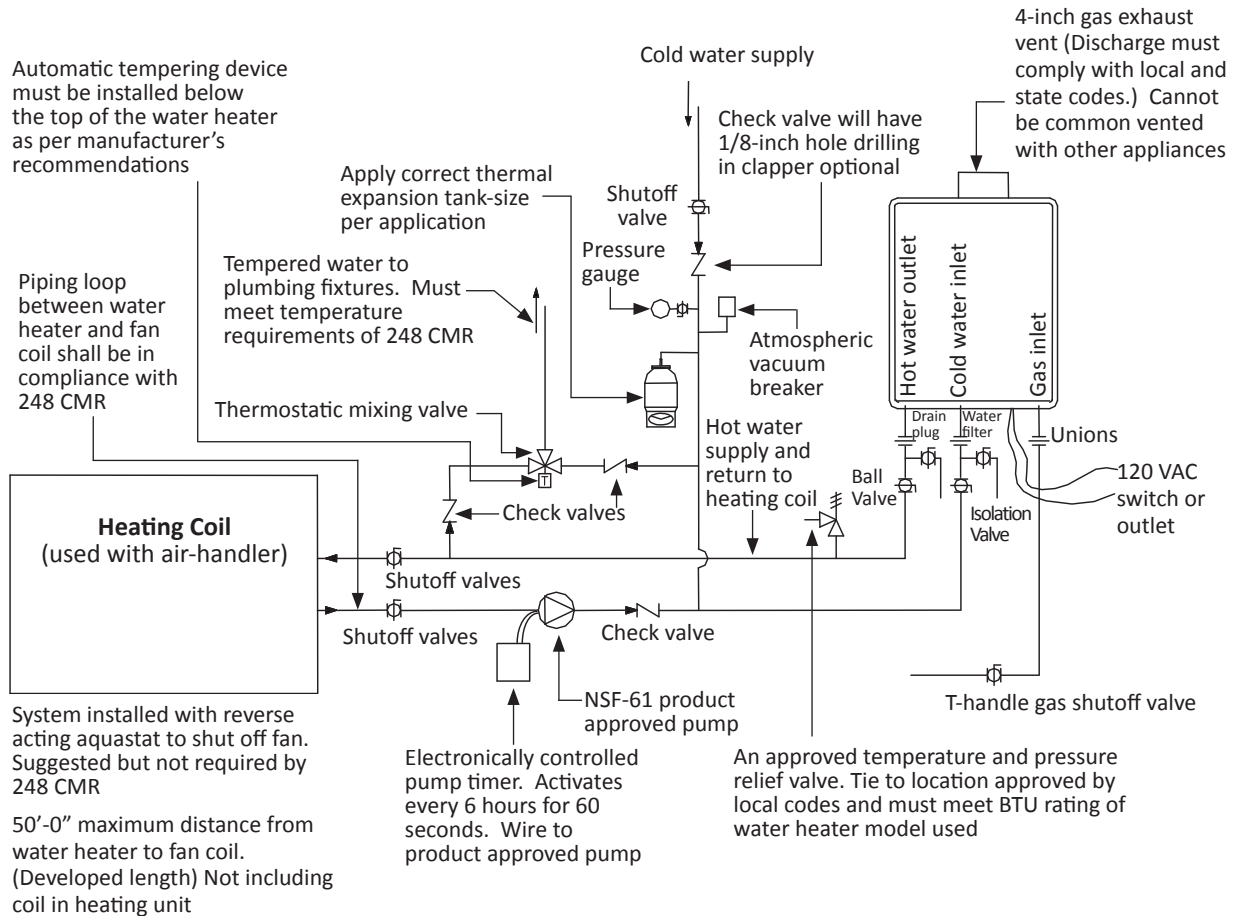 4-inch gas exhaust
vent (Discharge must
comply with local and
state codes.)  Cannot
be common vented
with other appliances
Cold water supply
Automatic tempering device
must be installed below
the top of the water heater
as per manufacturer’s
recommendations
Check valve will have
1/8-inch hole drilling
in clapper optional
Apply correct thermal
expansion tank-size
per application
Shutoff
valve
Pressure
gauge
Tempered water to
plumbing fixtures.  Must
meet temperature
requirements of 248 CMR
Piping loop
between water
heater and fan
coil shall be in
compliance with
248 CMR
Atmospheric
vacuum
breaker
Hot water outlet
Cold water inlet
Gas inlet
Thermostatic mixing valve
Drain
plug
Water
filter
Unions
Hot water
supply and
return to
heating coil
Ball
Valve
120 VAC
switch or
outlet
T
Check valves
Isolation
Valve
Heating Coil
(used with air-handler)
Shutoff valves
Shutoff valves
Check valve
NSF-61 product
approved pump
T-handle gas shutoff valve
System installed with reverse
acting aquastat to shut off fan.
Suggested but not required by
248 CMR
Electronically controlled
pump timer.  Activates
every 6 hours for 60
seconds.  Wire to
product approved pump
An approved temperature and pressure
relief valve. Tie to location approved by
local codes and must meet BTU rating of
water heater model used
50’-0” maximum distance from
water heater to fan coil.
(Developed length) Not including
coil in heating unit